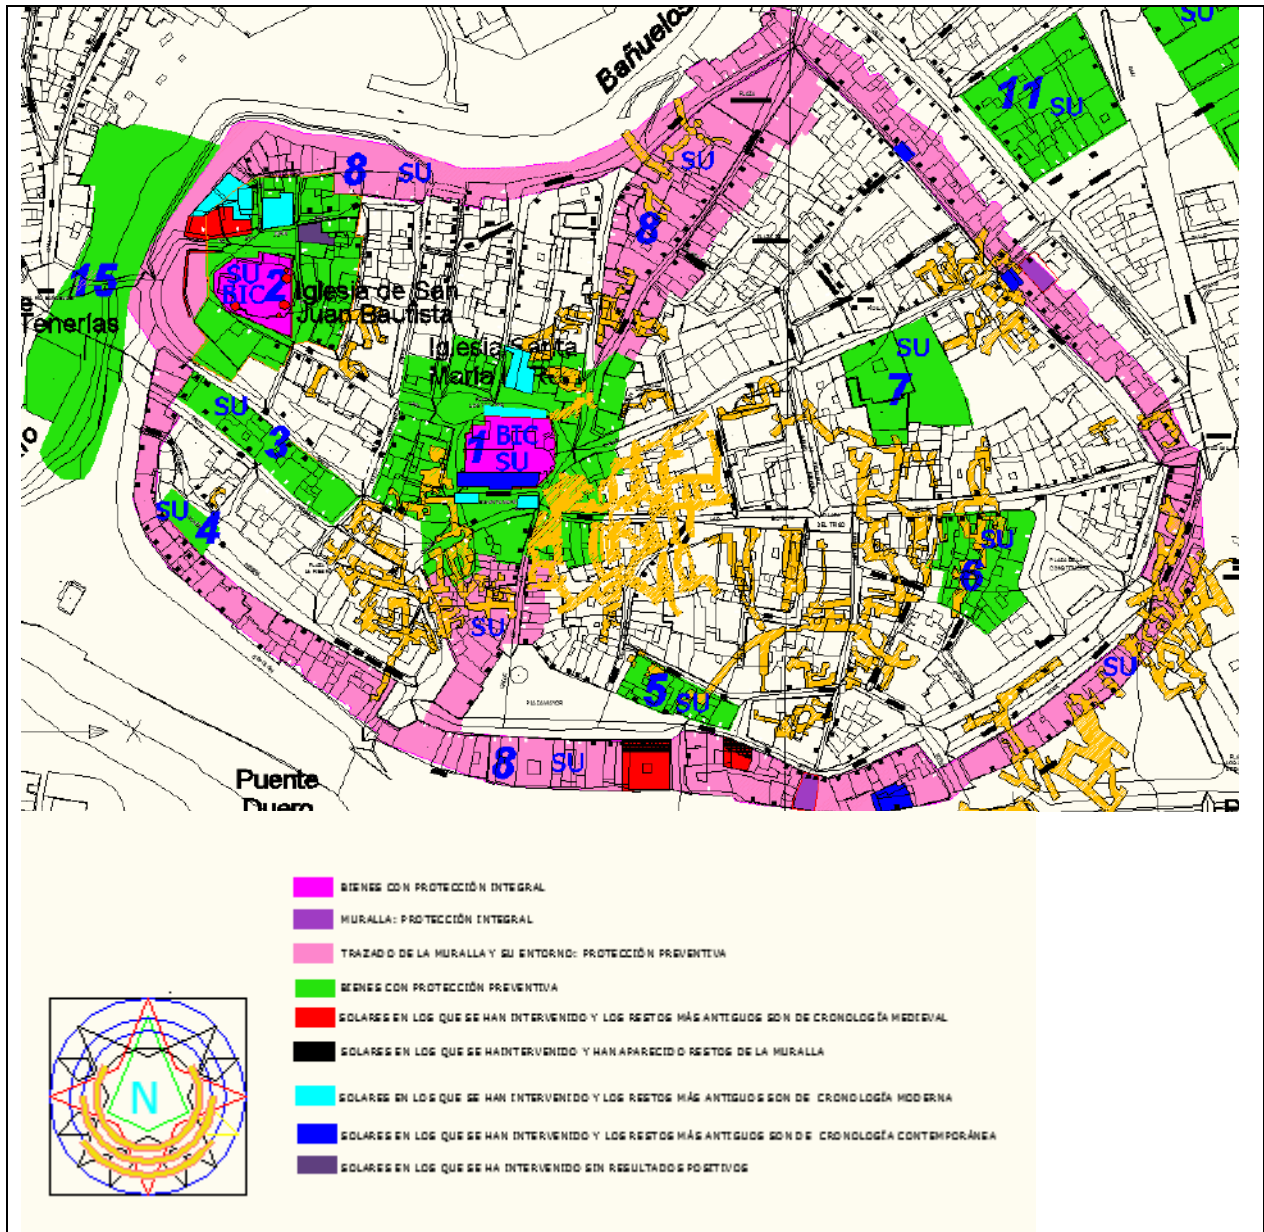 Bañuelos
SU
11 SU
8 SU
SU
8
15
Tenerías
SU
BIC 2
Iglesia de San
Juan Bautista
Iglesia Santa
María
SU
7
SU
3
1 BIC
SU
SU
4
DEL TRIGO
SU
6
SU
SU
5 SU
PLAZA MAYOR
8 SU
Puente
Duero
BIENES CON PROTECCIÓN INTEGRAL
MURALLA: PROTECCIÓN INTEGRAL
TRAZADO DE LA MURALLA Y SU ENTORNO: PROTECCIÓN PREVENTIVA
BIENES CON PROTECCIÓN PREVENTIVA
SOLARES EN LOS QUE SE HAN INTERVENIDO Y LOS RESTOS MÁS ANTIGUOS SON DE CRONOLOGÍA MEDIEVAL
SOLARES EN LOS QUE SE HA INTERVENIDO Y HAN APARECIDO RESTOS DE LA MURALLA
SOLARES EN LOS QUE SE HAN INTERVENIDO Y LOS RESTOS MÁS ANTIGUOS SON DE CRONOLOGÍA MODERNA
SOLARES EN LOS QUE SE HAN INTERVENIDO Y LOS RESTOS MÁS ANTIGUOS SON DE CRONOLOGÍA CONTEMPORÁNEA
SOLARES EN LOS QUE SE HA INTERVENIDO SIN RESULTADOS POSITIVOS
N